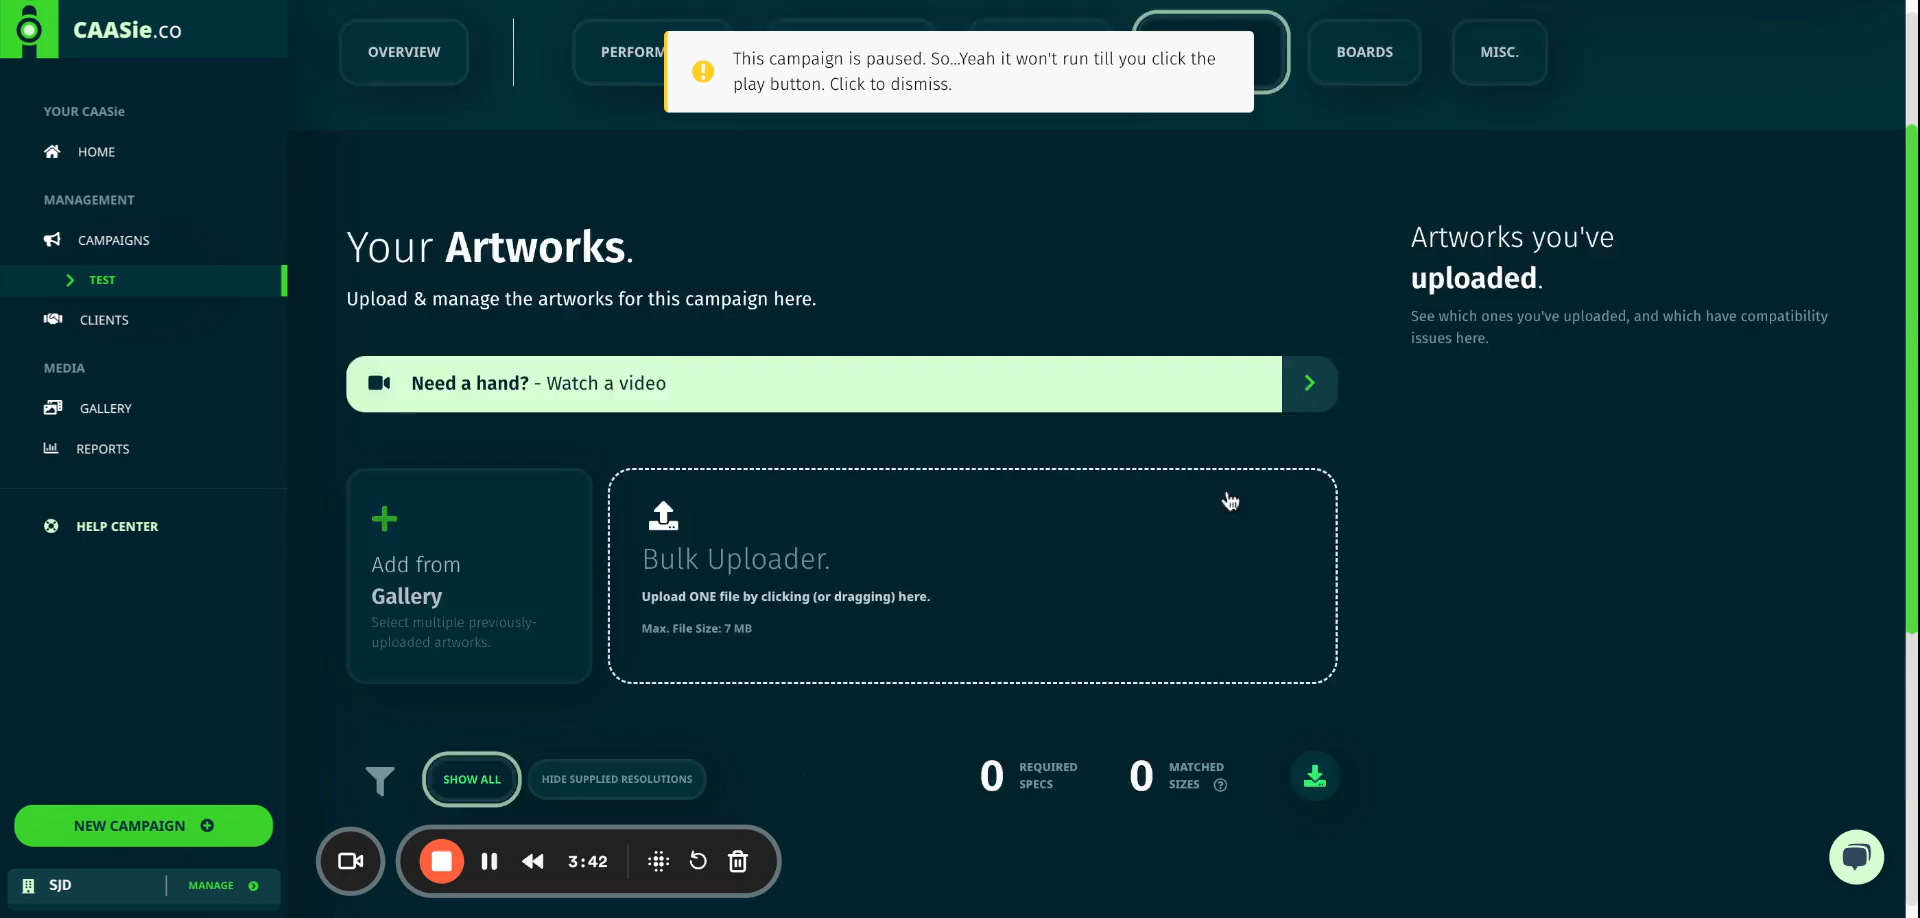 CAASie.co
YOUR CAASie
HOME
MANAGEMENT
CAMPAIGNS
TEST
CLIENTS
MEDIA
GALLERY
REPORTS
HELP CENTER
NEW CAMPAIGN
SJD
MANAGE
OVERVIEW
PERFORM
BOARDS
MISC.
This campaign is paused. So...Yeah it won't run till you click the
play button. Click to dismiss.
Your Artworks.
Upload & manage the artworks for this campaign here.
Need a hand? - Watch a video
Add from
Gallery
Select multiple previously-
uploaded artworks.
Bulk Uploader.
Upload ONE file by clicking (or dragging) here.
Max. File Size: 7 MB
SHOW ALL
HIDE SUPPLIED RESOLUTIONS
0 REQUIRED
SPECS
0 MATCHED
SIZES
3:42
Artworks you've
uploaded.
See which ones you've uploaded, and which have compatibility
issues here.